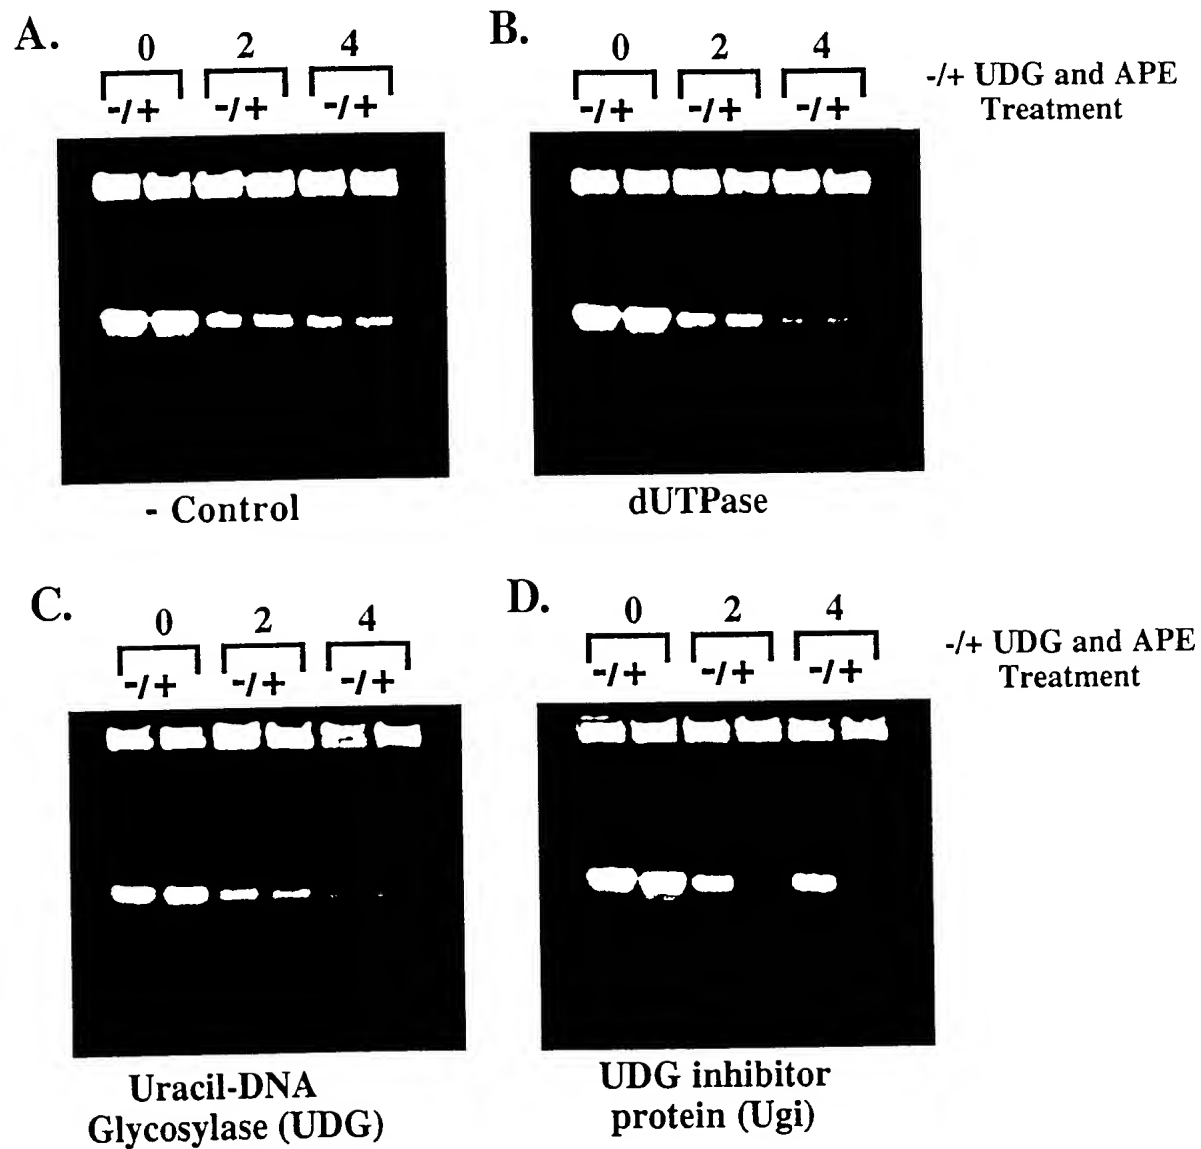 A.
0 2 4
-/+ -/+ -/+
- Control
B.
0 2 4
-/+ -/+ -/+
-/+ UDG and APE
Treatment
dUTPase
C.
0 2 4
-/+ -/+ -/+
Uracil-DNA
Glycosylase (UDG)
D.
0 2 4
-/+ -/+ -/+
-/+ UDG and APE
Treatment
UDG inhibitor
protein (Ugi)